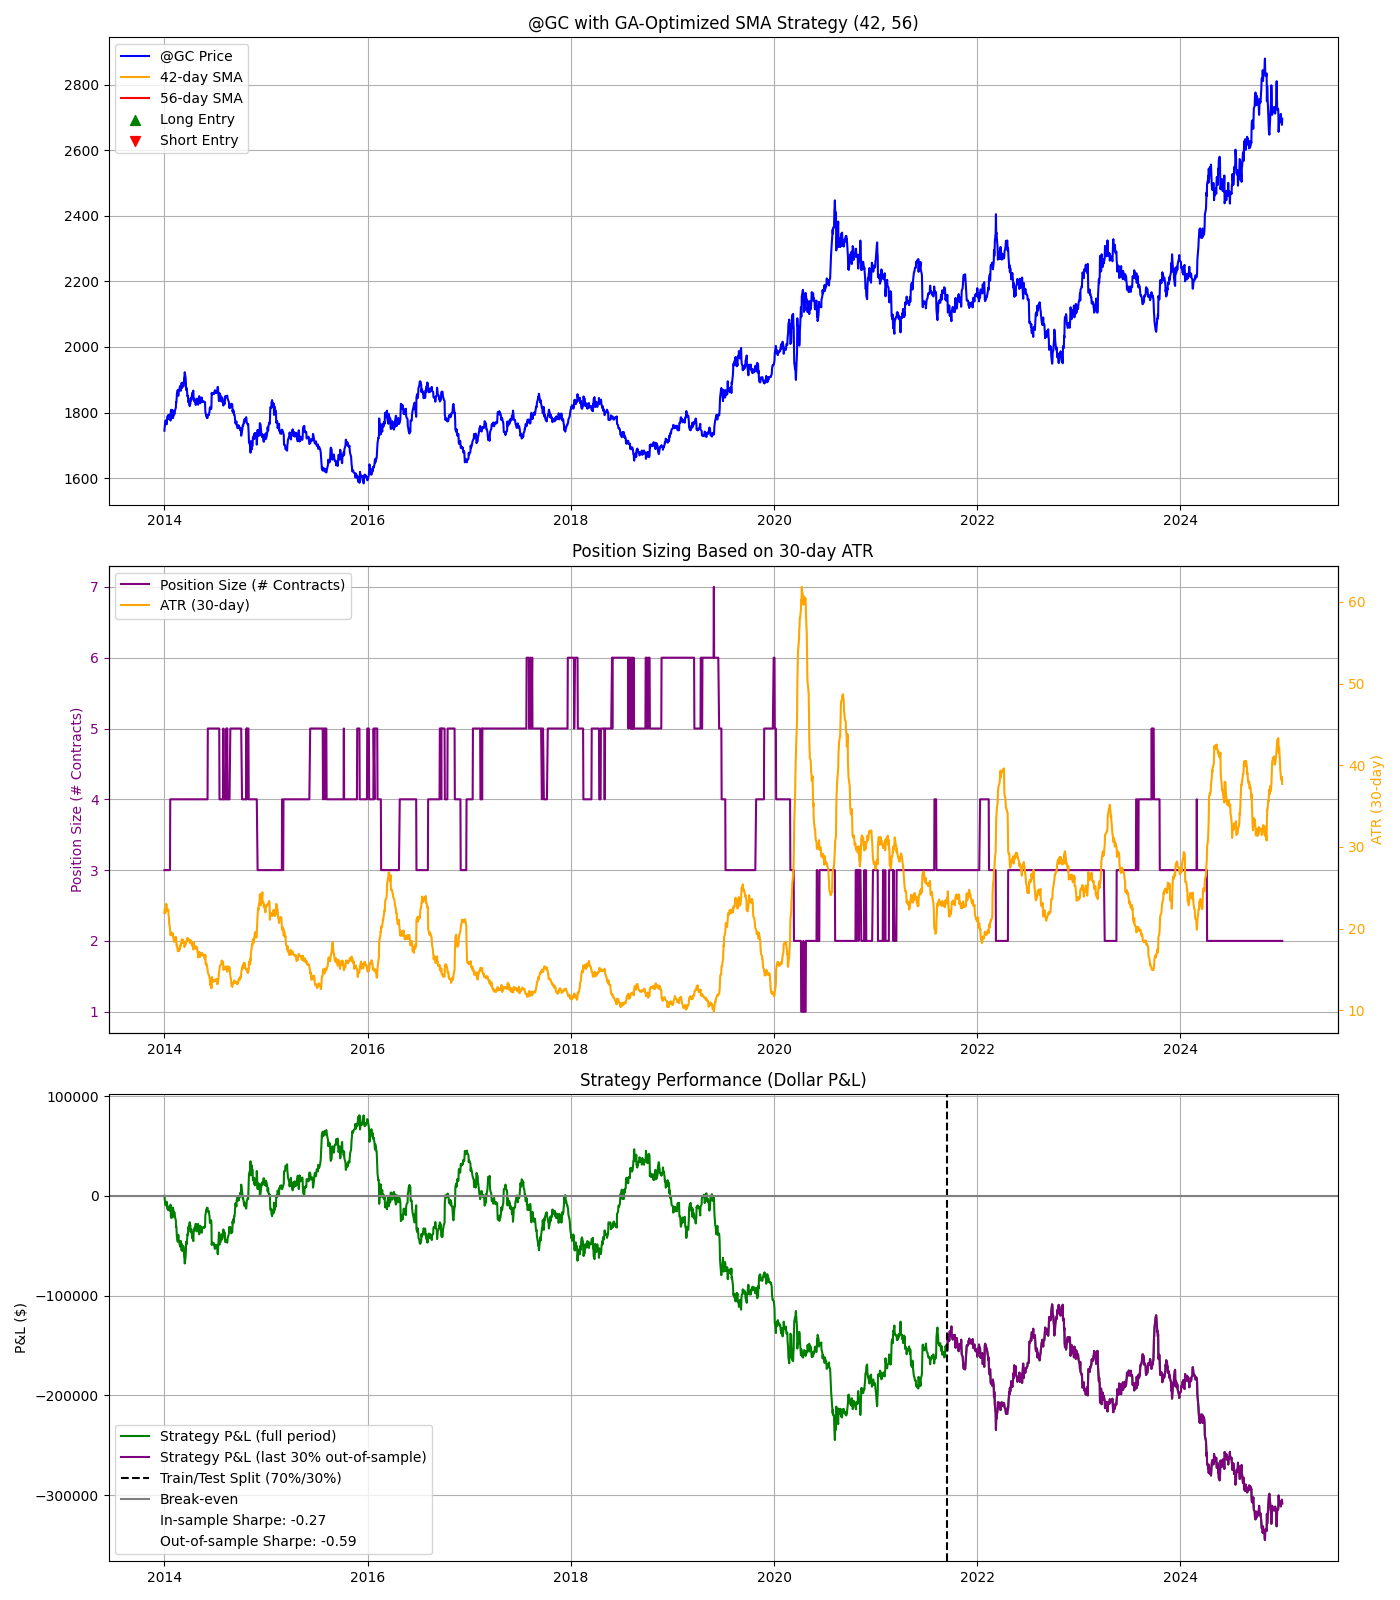 @GC with GA-Optimized SMA Strategy (42, 56)
@GC Price
42-day SMA
56-day SMA
Long Entry
Short Entry
2800
2600
2400
2200
2000
1800
1600
2014 2016 2018 2020 2022 2024
Position Sizing Based on 30-day ATR
Position Size (# Contracts)
ATR (30-day)
Position Size (# Contracts)
7
6
5
4
3
2
1
60
50
40
30
20
10
ATR (30-day)
2014 2016 2018 2020 2022 2024
Strategy Performance (Dollar P&L)
P&L ($)
100000
0
−100000
−200000
−300000
Strategy P&L (full period)
Strategy P&L (last 30% out-of-sample)
Train/Test Split (70%/30%)
Break-even
In-sample Sharpe: -0.27
Out-of-sample Sharpe: -0.59
2014 2016 2018 2020 2022 2024